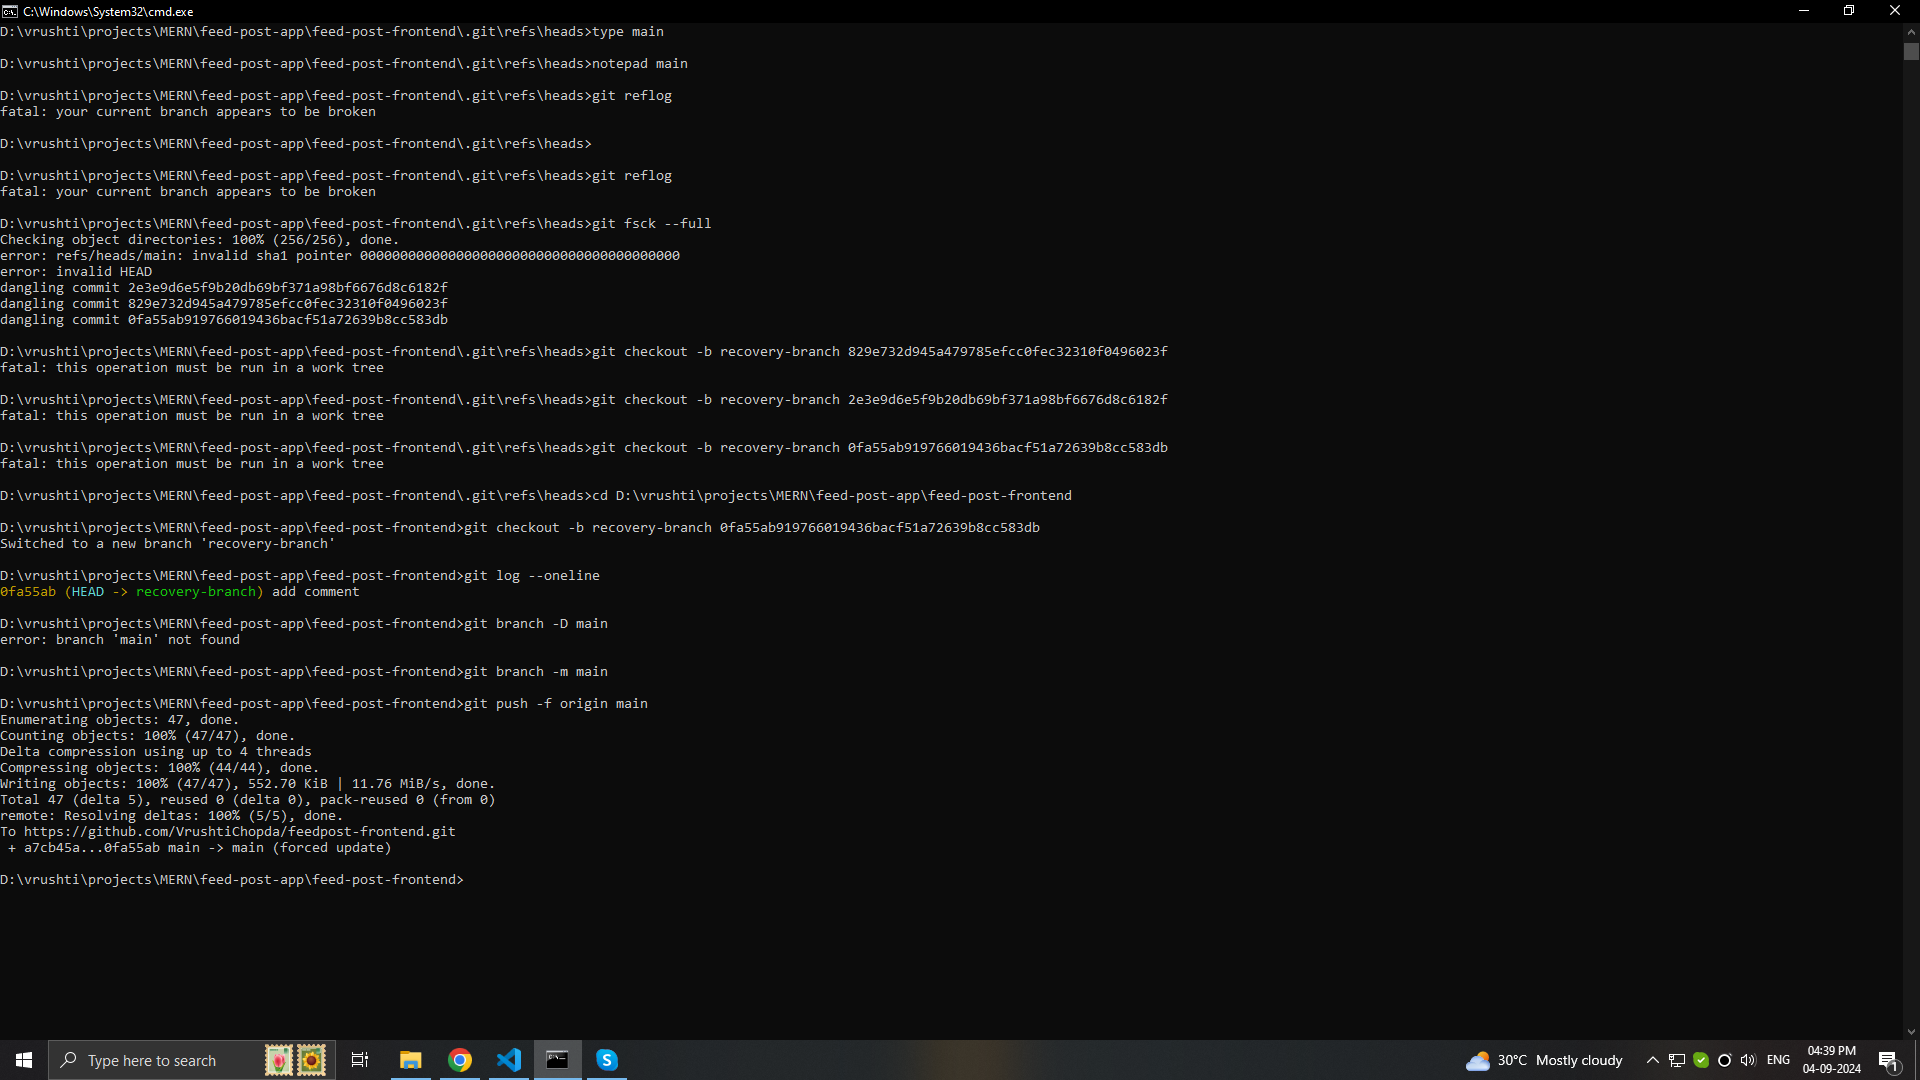 C:\Windows\System32\cmd.exe
D:\vrushti\projects\MERN\feed-post-app\feed-post-frontend\.git\refs\heads>type main
D:\vrushti\projects\MERN\feed-post-app\feed-post-frontend\.git\refs\heads>notepad main
D:\vrushti\projects\MERN\feed-post-app\feed-post-frontend\.git\refs\heads>git reflog
fatal: your current branch appears to be broken
D:\vrushti\projects\MERN\feed-post-app\feed-post-frontend\.git\refs\heads>
D:\vrushti\projects\MERN\feed-post-app\feed-post-frontend\.git\refs\heads>git reflog
fatal: your current branch appears to be broken
D:\vrushti\projects\MERN\feed-post-app\feed-post-frontend\.git\refs\heads>git fsck --full
Checking object directories: 100% (256/256), done.
error: refs/heads/main: invalid sha1 pointer 0000000000000000000000000000000000000000
error: invalid HEAD
dangling commit 2e3e9d6e5f9b20db69bf371a98bf6676d8c6182f
dangling commit 829e732d945a479785efcc0fec32310f0496023f
dangling commit 0fa55ab919766019436bacf51a72639b8cc583db
D:\vrushti\projects\MERN\feed-post-app\feed-post-frontend\.git\refs\heads>git checkout -b recovery-branch 829e732d945a479785efcc0fec32310f0496023f
fatal: this operation must be run in a work tree
D:\vrushti\projects\MERN\feed-post-app\feed-post-frontend\.git\refs\heads>git checkout -b recovery-branch 2e3e9d6e5f9b20db69bf371a98bf6676d8c6182f
fatal: this operation must be run in a work tree
D:\vrushti\projects\MERN\feed-post-app\feed-post-frontend\.git\refs\heads>git checkout -b recovery-branch 0fa55ab919766019436bacf51a72639b8cc583db
fatal: this operation must be run in a work tree
D:\vrushti\projects\MERN\feed-post-app\feed-post-frontend\.git\refs\heads>cd D:\vrushti\projects\MERN\feed-post-app\feed-post-frontend
D:\vrushti\projects\MERN\feed-post-app\feed-post-frontend>git checkout -b recovery-branch 0fa55ab919766019436bacf51a72639b8cc583db
Switched to a new branch 'recovery-branch'
D:\vrushti\projects\MERN\feed-post-app\feed-post-frontend>git log --oneline
0fa55ab (HEAD -> recovery-branch) add comment
D:\vrushti\projects\MERN\feed-post-app\feed-post-frontend>git branch -D main
error: branch 'main' not found
D:\vrushti\projects\MERN\feed-post-app\feed-post-frontend>git branch -m main
D:\vrushti\projects\MERN\feed-post-app\feed-post-frontend>git push -f origin main
Enumerating objects: 47, done.
Counting objects: 100% (47/47), done.
Delta compression using up to 4 threads
Compressing objects: 100% (44/44), done.
Writing objects: 100% (47/47), 552.70 KiB | 11.76 MiB/s, done.
Total 47 (delta 5), reused 0 (delta 0), pack-reused 0 (from 0)
remote: Resolving deltas: 100% (5/5), done.
To https://github.com/VrushtiChopda/feedpost-frontend.git
 + a7cb45a...0fa55ab main -> main (forced update)
D:\vrushti\projects\MERN\feed-post-app\feed-post-frontend>
Type here to search
30°C Mostly cloudy
ENG
04:39 PM
04-09-2024
1